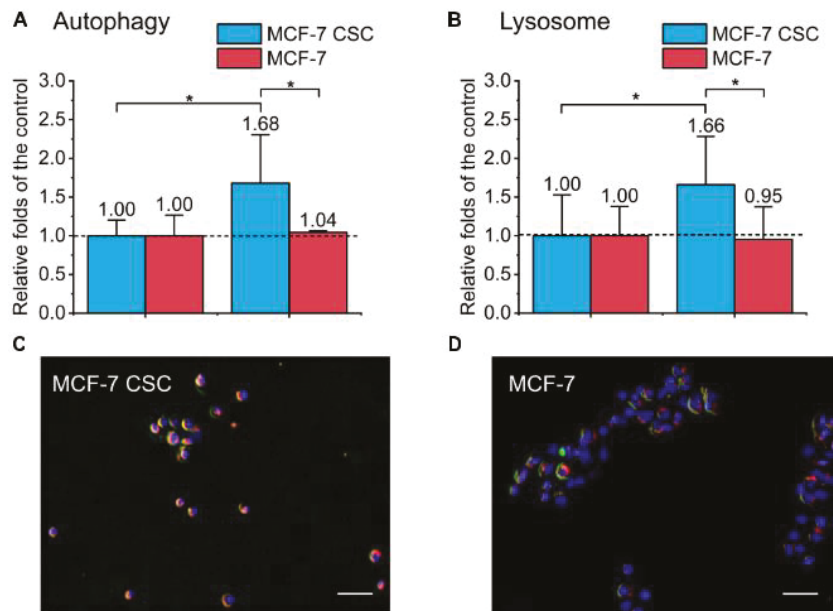 A Autophagy
MCF-7 CSC
MCF-7
Relative folds of the control
3.0
2.5
2.0
1.5
1.0
0.5
0.0
*
*
1.00
1.00
1.68
1.04
B Lysosome
MCF-7 CSC
MCF-7
Relative folds of the control
3.0
2.5
2.0
1.5
1.0
0.5
0.0
*
*
1.00
1.00
1.66
0.95
C
MCF-7 CSC
D
MCF-7